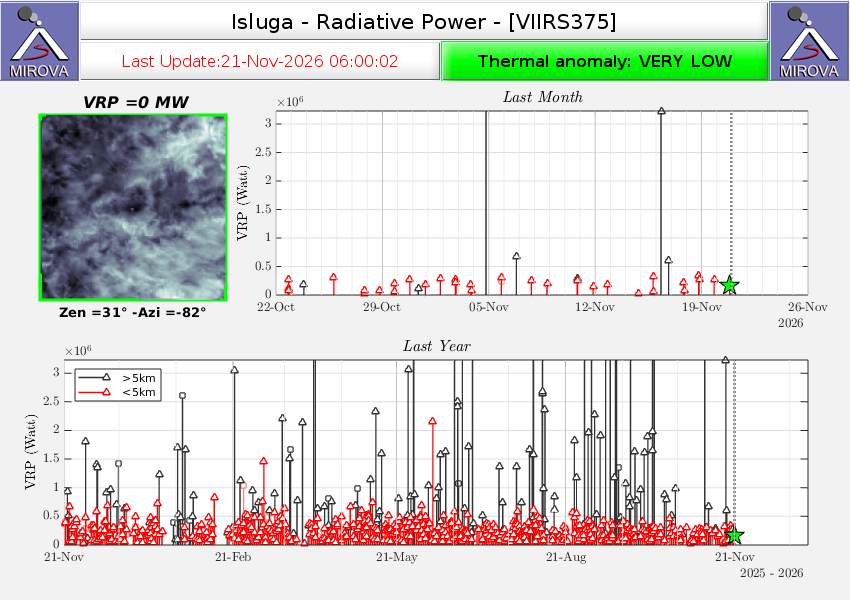 Isluga - Radiative Power - [VIIRS375]
MIROVA
Last Update:21-Nov-2026 06:00:02
Thermal anomaly: VERY LOW
MIROVA
VRP =0 MW
Zen =31° -Azi =-82°
Last Month
×10⁶
VRP (Watt)
3
2.5
2
1.5
1
0.5
0
22-Oct 29-Oct 05-Nov 12-Nov 19-Nov 26-Nov
2026
Last Year
×10⁶
VRP (Watt)
3
2.5
2
1.5
1
0.5
0
>5km
<5km
21-Nov 21-Feb 21-May 21-Aug 21-Nov
2025 - 2026